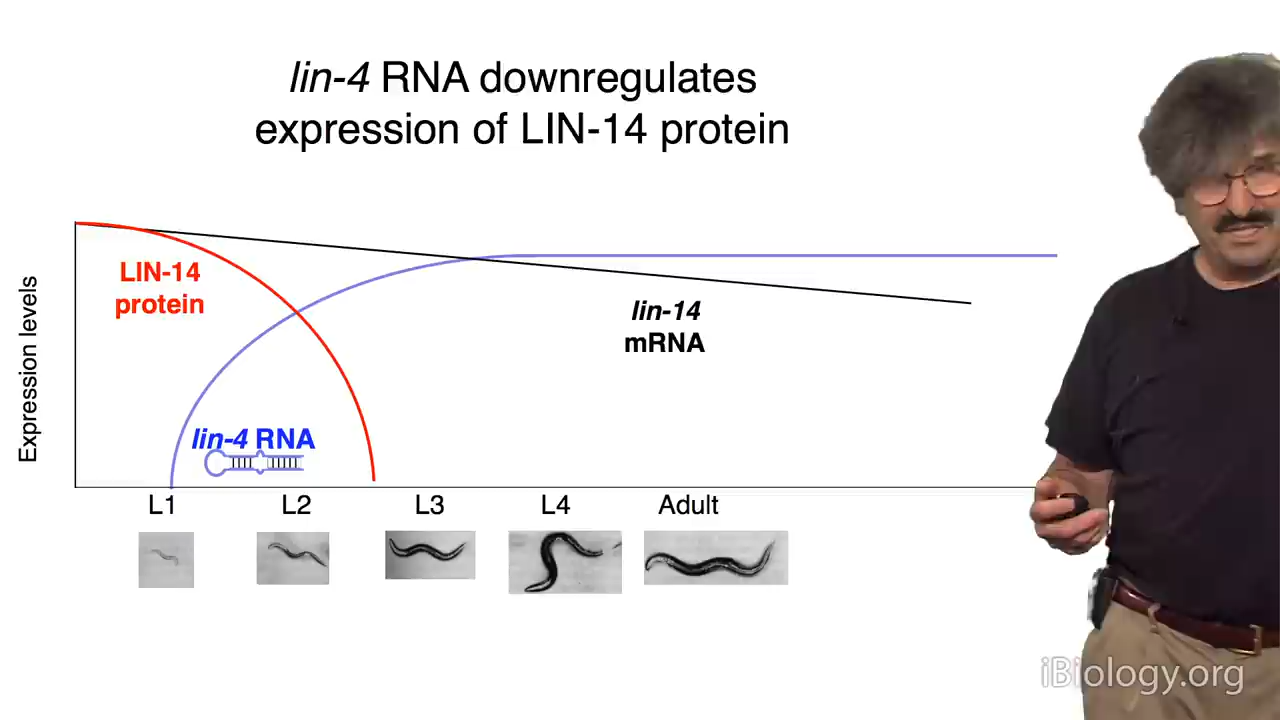 lin-4 RNA downregulates
expression of LIN-14 protein
Expression levels
LIN-14
protein
lin-14
mRNA
lin-4 RNA
L1 L2 L3 L4 Adult
iBiology.org